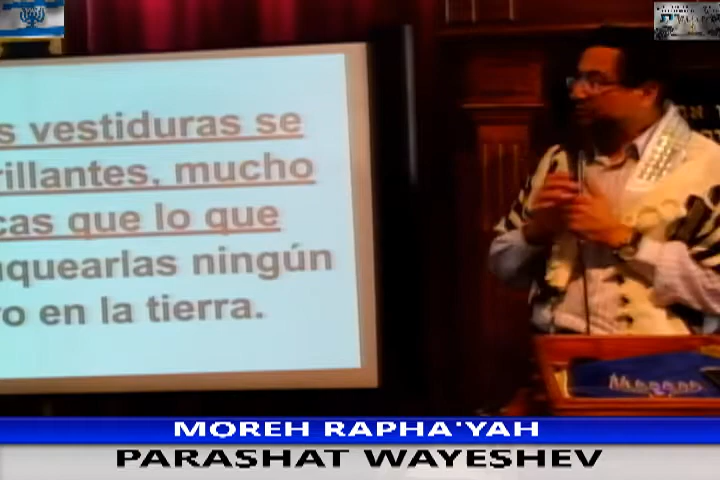 s vestiduras se
rillantes, mucho
cas que lo que
nquearlas ningún
o en la tierra.
MOREH RAPHA'YAH
PARASHAT WAYESHEV